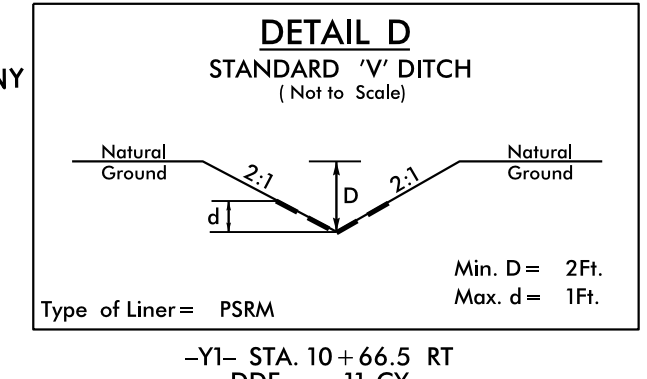 NY
DETAIL D
STANDARD 'V' DITCH
( Not to Scale)
Natural
Ground
2:1
D
2:1
Natural
Ground
d
Min. D = 2Ft.
Max. d = 1Ft.
Type of Liner = PSRM
-Y1- STA. 10+66.5 RT